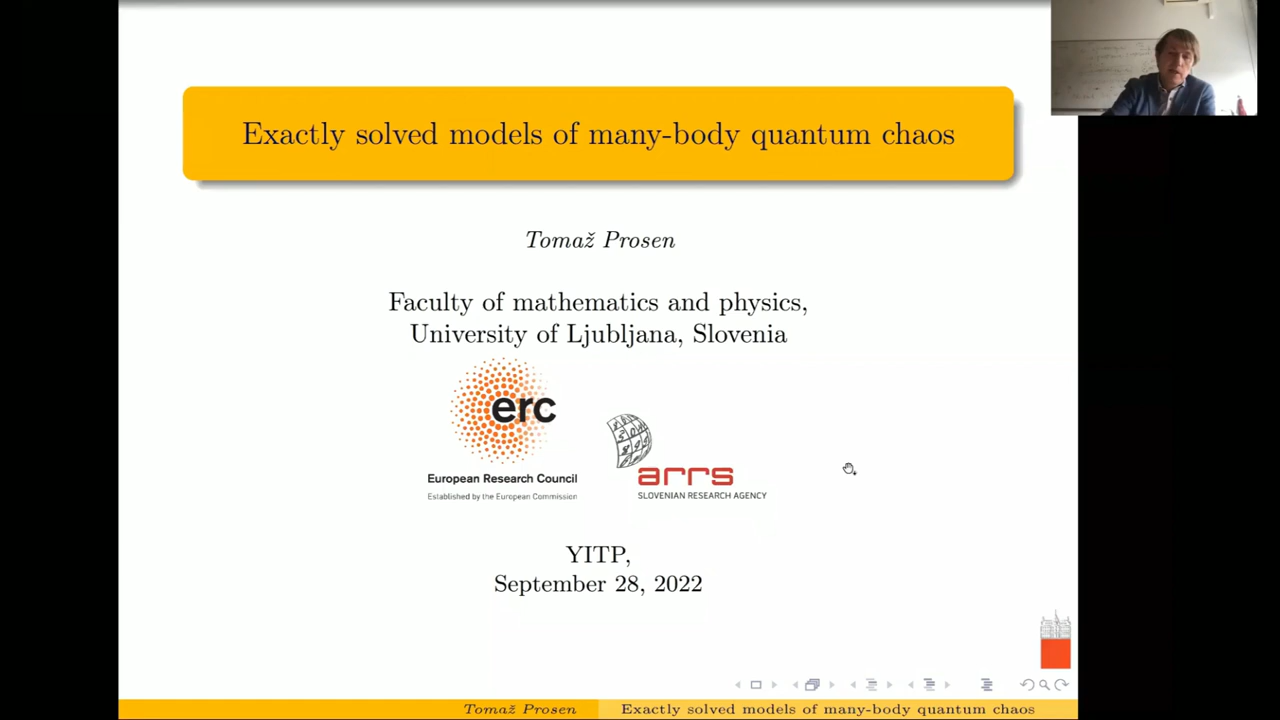 Exactly solved models of many-body quantum chaos
Tomaž Prosen
Faculty of mathematics and physics,
University of Ljubljana, Slovenia
erc
European Research Council
Established by the European Commission
arrs
SLOVENIAN RESEARCH AGENCY
YITP,
September 28, 2022
Tomaž Prosen
Exactly solved models of many-body quantum chaos